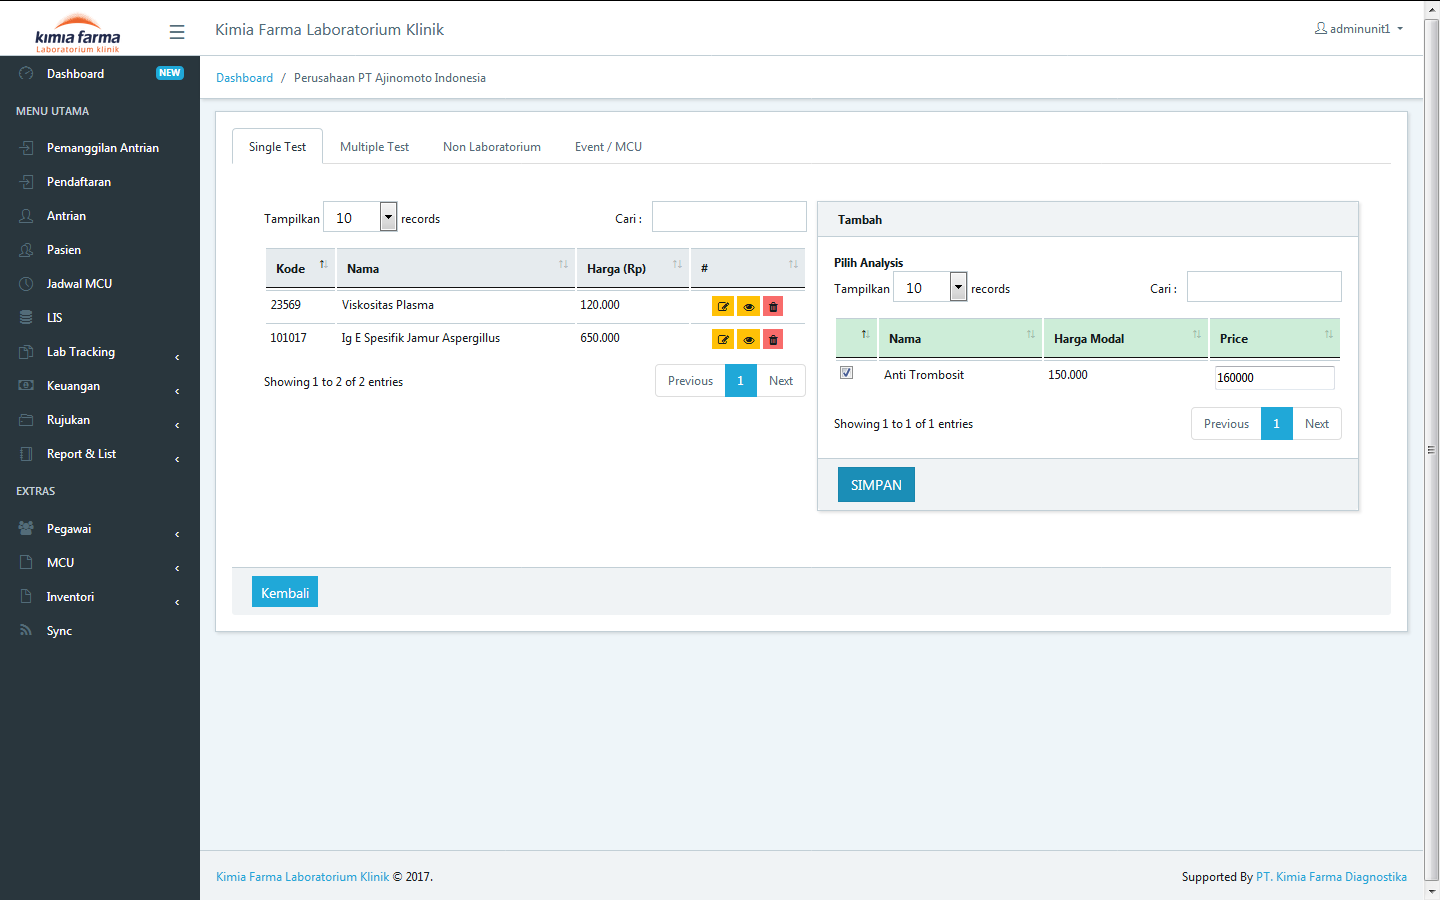 kimia farma
Laboratorium klinik
Kimia Farma Laboratorium Klinik
adminunit1
Dashboard NEW
MENU UTAMA
Pemanggilan Antrian
Pendaftaran
Antrian
Pasien
Jadwal MCU
LIS
Lab Tracking
Keuangan
Rujukan
Report & List
EXTRAS
Pegawai
MCU
Inventori
Sync
Dashboard / Perusahaan PT Ajinomoto Indonesia
Single Test Multiple Test Non Laboratorium Event / MCU
Tampilkan 10 records Cari :
Kode Nama Harga (Rp) #
23569 Viskositas Plasma 120.000
101017 Ig E Spesifik Jamur Aspergillus 650.000
Showing 1 to 2 of 2 entries Previous 1 Next
Tambah
Pilih Analysis
Tampilkan 10 records Cari :
Nama Harga Modal Price
Anti Trombosit 150.000 160000
Showing 1 to 1 of 1 entries Previous 1 Next
SIMPAN
Kembali
Kimia Farma Laboratorium Klinik © 2017. Supported By PT. Kimia Farma Diagnostika